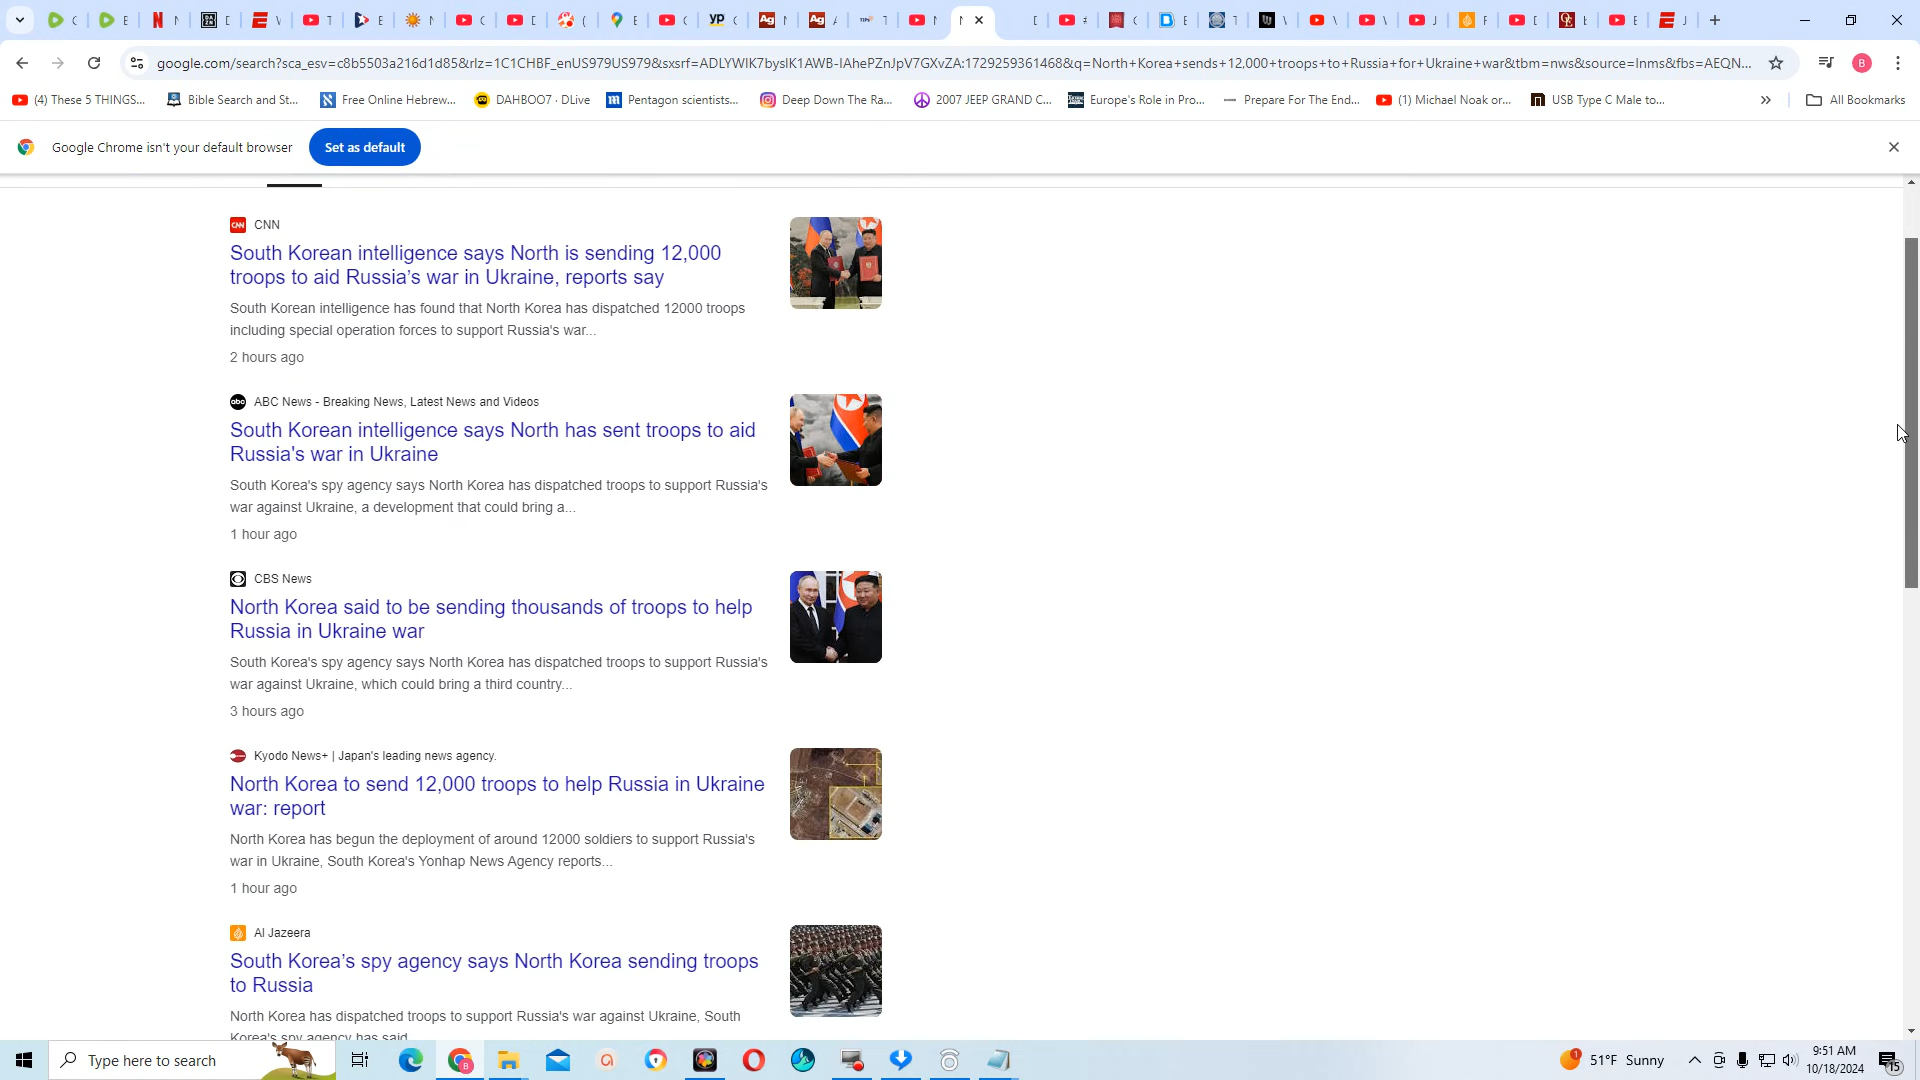 google.com/search?sca_esv=c8b5503a216d1d85&rlz=1C1CHBF_enUS979US979&sxsrf=ADLYWIK7bysIK1AWB-IAhePZnJpV7GXvZA:1729259361468&q=North+Korea+sends+12,000+troops+to+Russia+for+Ukraine+war&tbm=nws&source=lnms&fbs=AEQN...
B
(4) These 5 THINGS...
Bible Search and St...
Free Online Hebrew...
DAHBOO7 · DLive
Pentagon scientists...
Deep Down The Ra...
2007 JEEP GRAND C...
Europe's Role in Pro...
Prepare For The End...
(1) Michael Noak or...
USB Type C Male to...
All Bookmarks
Google Chrome isn't your default browser
Set as default
CNN
South Korean intelligence says North is sending 12,000
troops to aid Russia's war in Ukraine, reports say
South Korean intelligence has found that North Korea has dispatched 12000 troops
including special operation forces to support Russia's war...
2 hours ago
ABC News - Breaking News, Latest News and Videos
South Korean intelligence says North has sent troops to aid
Russia's war in Ukraine
South Korea's spy agency says North Korea has dispatched troops to support Russia's
war against Ukraine, a development that could bring a...
1 hour ago
CBS News
North Korea said to be sending thousands of troops to help
Russia in Ukraine war
South Korea's spy agency says North Korea has dispatched troops to support Russia's
war against Ukraine, which could bring a third country...
3 hours ago
Kyodo News+ | Japan's leading news agency.
North Korea to send 12,000 troops to help Russia in Ukraine
war: report
North Korea has begun the deployment of around 12000 soldiers to support Russia's
war in Ukraine, South Korea's Yonhap News Agency reports...
1 hour ago
Al Jazeera
South Korea's spy agency says North Korea sending troops
to Russia
North Korea has dispatched troops to support Russia's war against Ukraine, South
Korea's spy agency has said
Type here to search
51°F Sunny
9:51 AM
10/18/2024
15